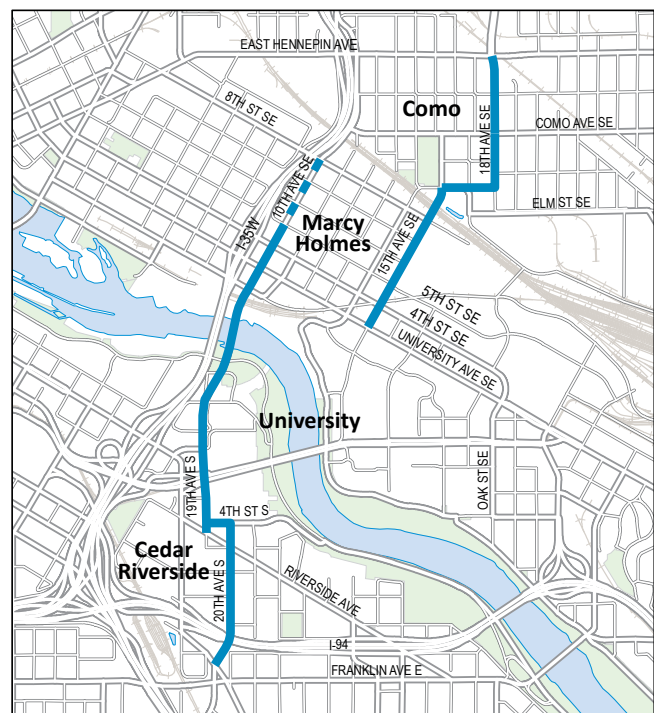 EAST HENNEPIN AVE
8TH ST SE
Como
COMO AVE SE
18TH AVE SE
10TH AVE SE
I-35W
ELM ST SE
Marcy
Holmes
15TH AVE SE
5TH ST SE
4TH ST SE
UNIVERSITY AVE SE
University
OAK ST SE
19TH AVE S
4TH ST S
Cedar
Riverside
20TH AVE S
RIVERSIDE AVE
I-94
FRANKLIN AVE E